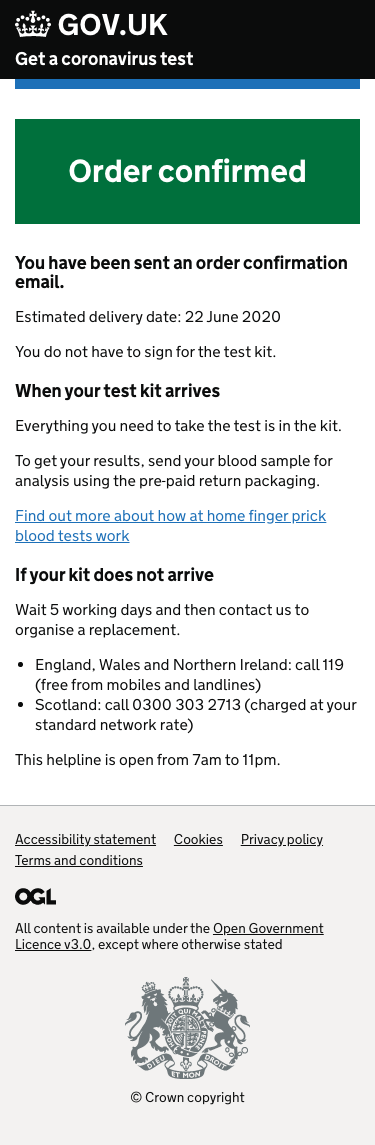 GOV.UK
Get a coronavirus test
Order confirmed
You have been sent an order confirmation
email.
Estimated delivery date: 22 June 2020
You do not have to sign for the test kit.
When your test kit arrives
Everything you need to take the test is in the kit.
To get your results, send your blood sample for
analysis using the pre-paid return packaging.
Find out more about how at home finger prick
blood tests work
If your kit does not arrive
Wait 5 working days and then contact us to
organise a replacement.
• England, Wales and Northern Ireland: call 119
(free from mobiles and landlines)
• Scotland: call 0300 303 2713 (charged at your
standard network rate)
This helpline is open from 7am to 11pm.
Accessibility statement Cookies Privacy policy
Terms and conditions
OGL
All content is available under the Open Government
Licence v3.0, except where otherwise stated
DIEU ET MON DROIT
© Crown copyright